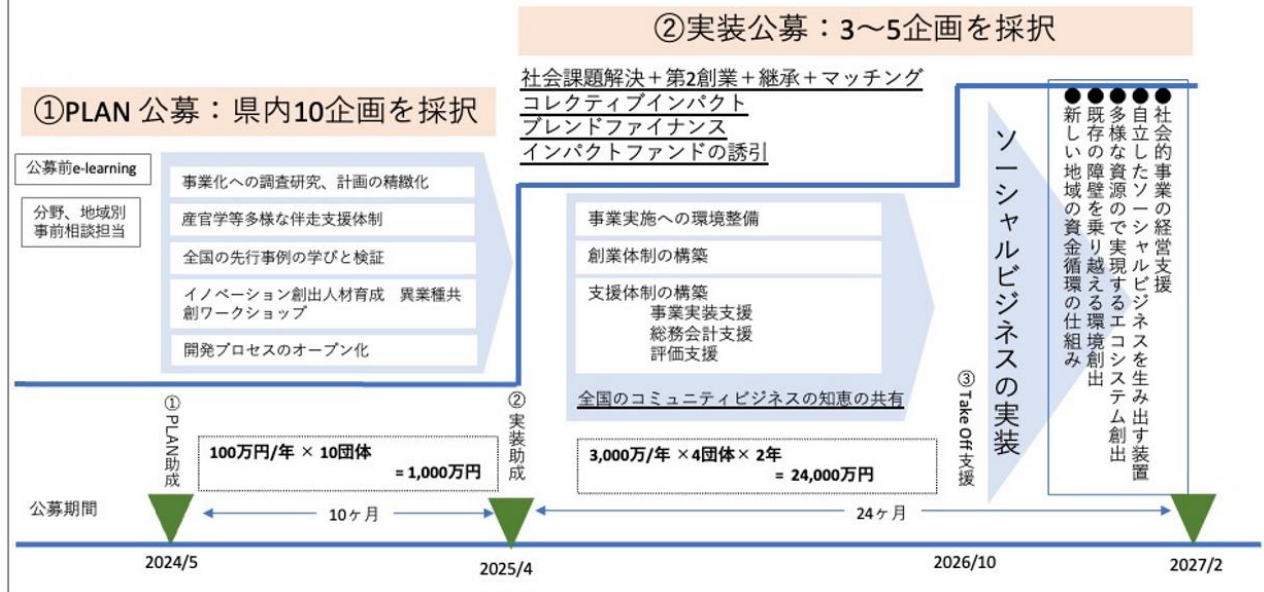 ②実装公募：3〜5企画を採択
①PLAN 公募：県内10企画を採択
社会課題解決＋第2創業＋継承＋マッチング
コレクティブインパクト
ブレンドファイナンス
インパクトファンドの誘引
公募前e-learning
分野、地域別
事前相談担当
事業化への調査研究、計画の精緻化
産官学等多様な伴走支援体制
全国の先行事例の学びと検証
イノベーション創出人材育成　異業種共
創ワークショップ
開発プロセスのオープン化
事業実施への環境整備
創業体制の構築
支援体制の構築
事業実装支援
総務会計支援
評価支援
全国のコミュニティビジネスの知恵の共有
ソーシャルビジネスの実装
●社会的事業の経営支援
●自立したソーシャルビジネスを生み出す装置
●多様な資源のので実現するエコシステム創出
●既存の障壁を乗り越える環境創出
●新しい地域の資金循環の仕組み
①PLAN助成
100万円/年 × 10団体
= 1,000万円
②実装助成
3,000万/年 ×4団体× 2年
= 24,000万円
③Take Off支援
公募期間
10ヶ月
24ヶ月
2024/5
2025/4
2026/10
2027/2